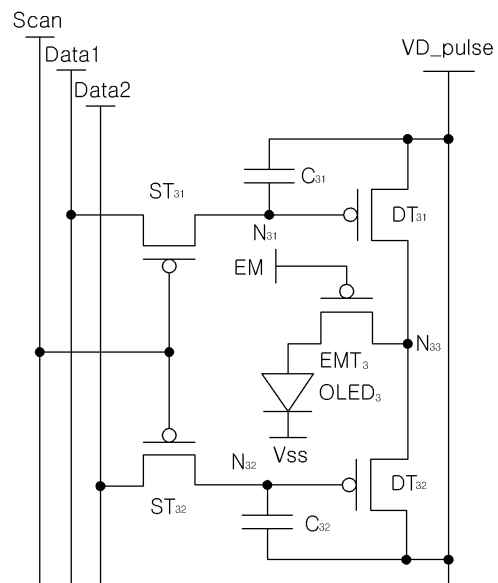 Scan
Data1
VD_pulse
Data2
C₃₁
ST₃₁
DT₃₁
N₃₁
EM
N₃₃
EMT₃
OLED₃
Vss
N₃₂
DT₃₂
ST₃₂
C₃₂